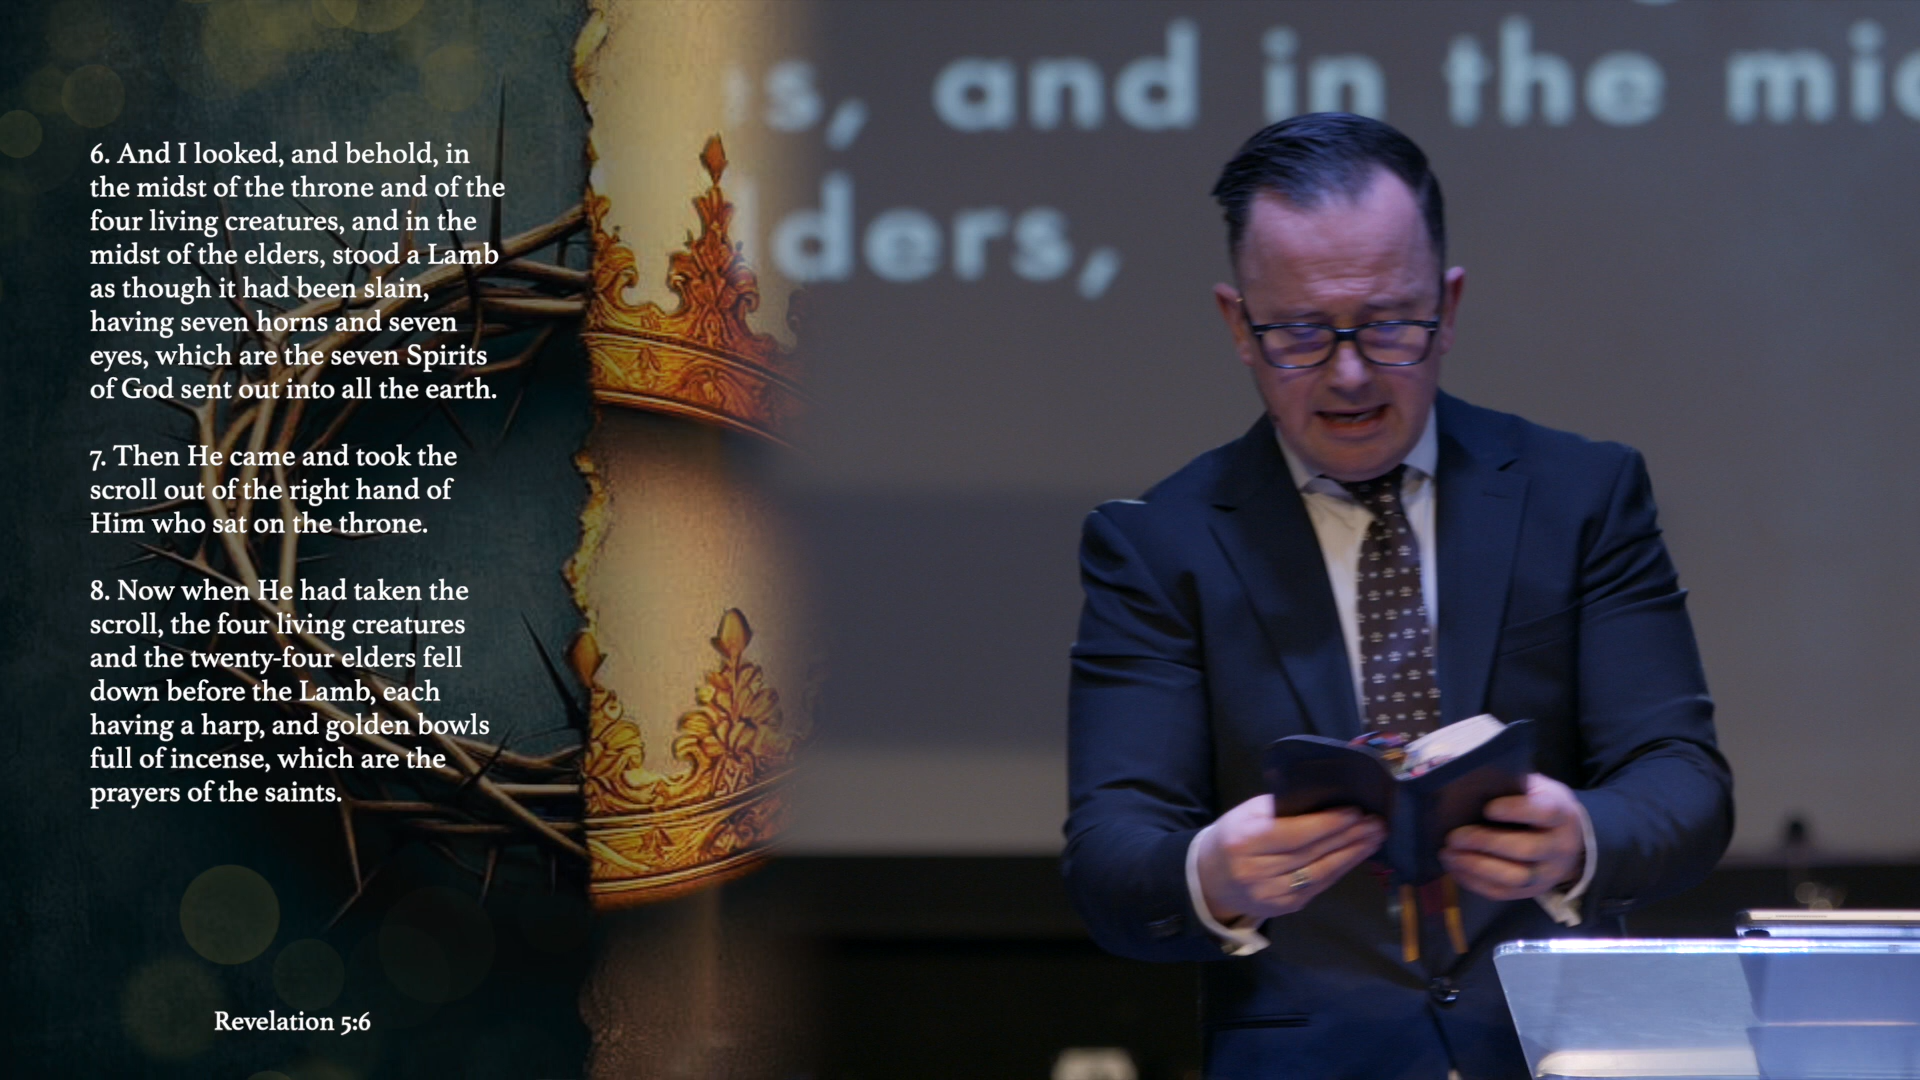 6. And I looked, and behold, in
the midst of the throne and of the
four living creatures, and in the
midst of the elders, stood a Lamb
as though it had been slain,
having seven horns and seven
eyes, which are the seven Spirits
of God sent out into all the earth.
7. Then He came and took the
scroll out of the right hand of
Him who sat on the throne.
8. Now when He had taken the
scroll, the four living creatures
and the twenty-four elders fell
down before the Lamb, each
having a harp, and golden bowls
full of incense, which are the
prayers of the saints.
Revelation 5:6
s, and in the mid
ders,